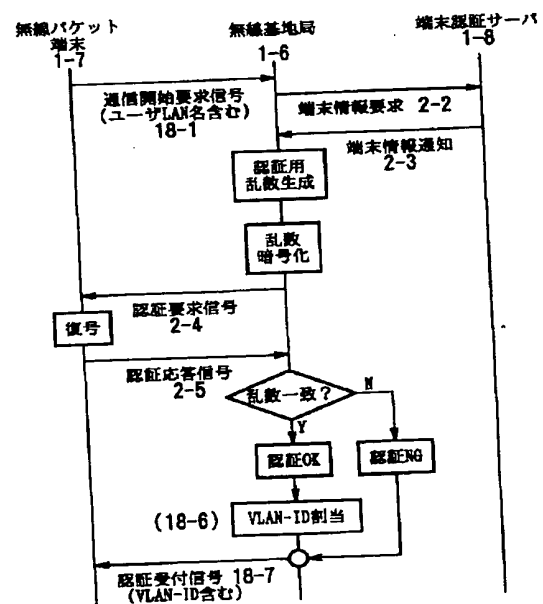 無線パケット
端末
1-7
無線基地局
1-6
端末認証サーバ
1-8
通信開始要求信号
(ユーザLAN名含む)
18-1
端末情報要求 2-2
端末情報通知
2-3
認証用
乱数生成
乱数
暗号化
認証要求信号
2-4
復号
認証応答信号
2-5
乱数一致?
N
Y
認証OK
認証NG
(18-6)
VLAN-ID割当
認証受付信号 18-7
(VLAN-ID含む)